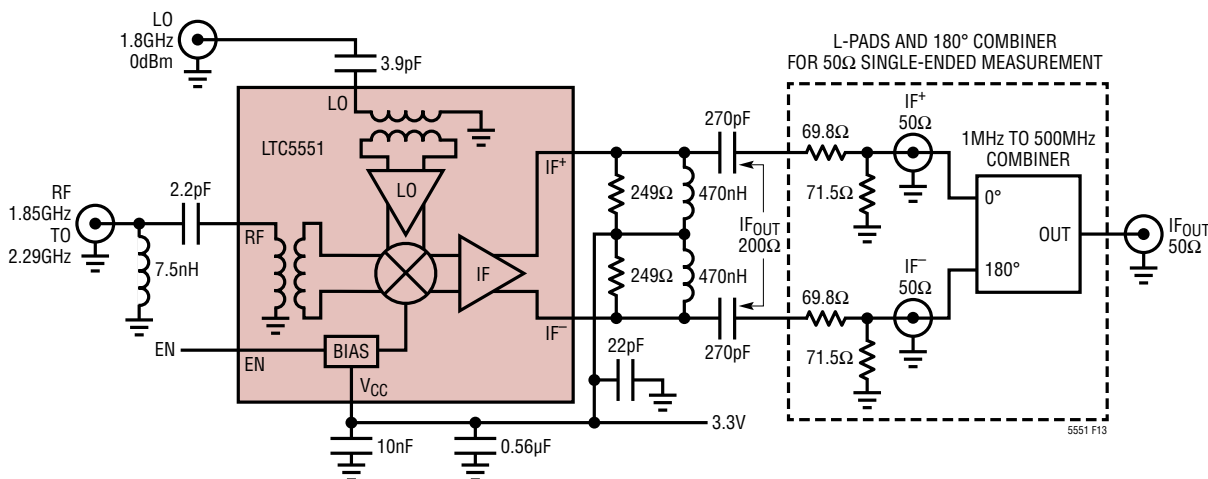 LO
1.8GHz
0dBm
3.9pF
LO
LTC5551
LO
RF
1.85GHz
TO
2.29GHz
2.2pF
7.5nH
RF
IF
IF+
IF–
EN
EN
BIAS
VCC
10nF
0.56µF
22pF
3.3V
249Ω
470nH
249Ω
470nH
270pF
270pF
IFOUT
200Ω
L-PADS AND 180° COMBINER
FOR 50Ω SINGLE-ENDED MEASUREMENT
69.8Ω
71.5Ω
IF+
50Ω
69.8Ω
71.5Ω
IF–
50Ω
1MHz TO 500MHz
COMBINER
0°
OUT
180°
IFOUT
50Ω
5551 F13